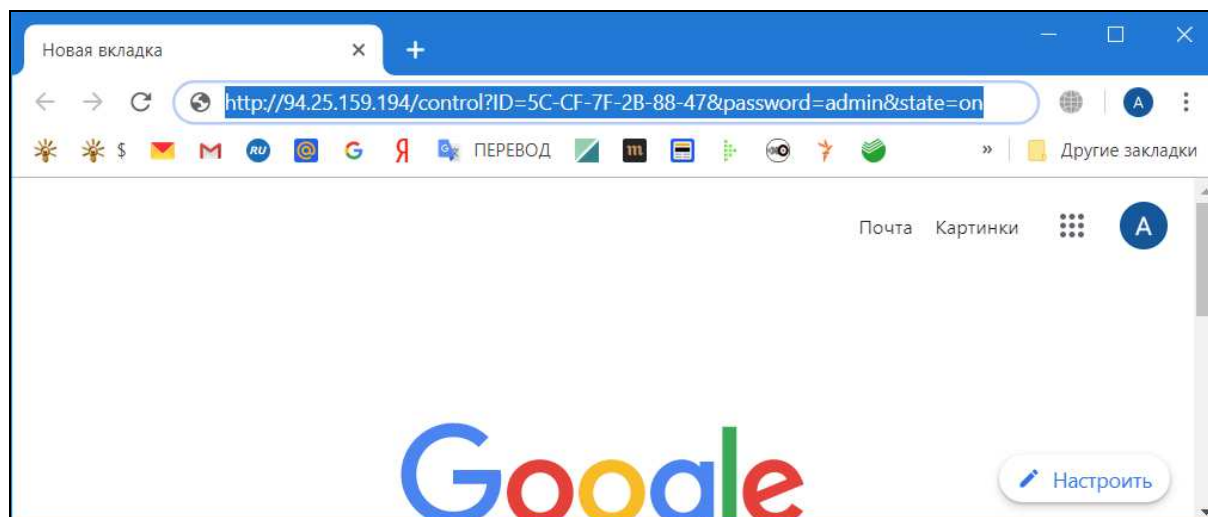 Новая вкладка
http://94.25.159.194/control?ID=5C-CF-7F-2B-88-47&password=admin&state=on
A
$ RU @ G Я ПЕРЕВОД m » Другие закладки
Почта Картинки A
Google
Настроить